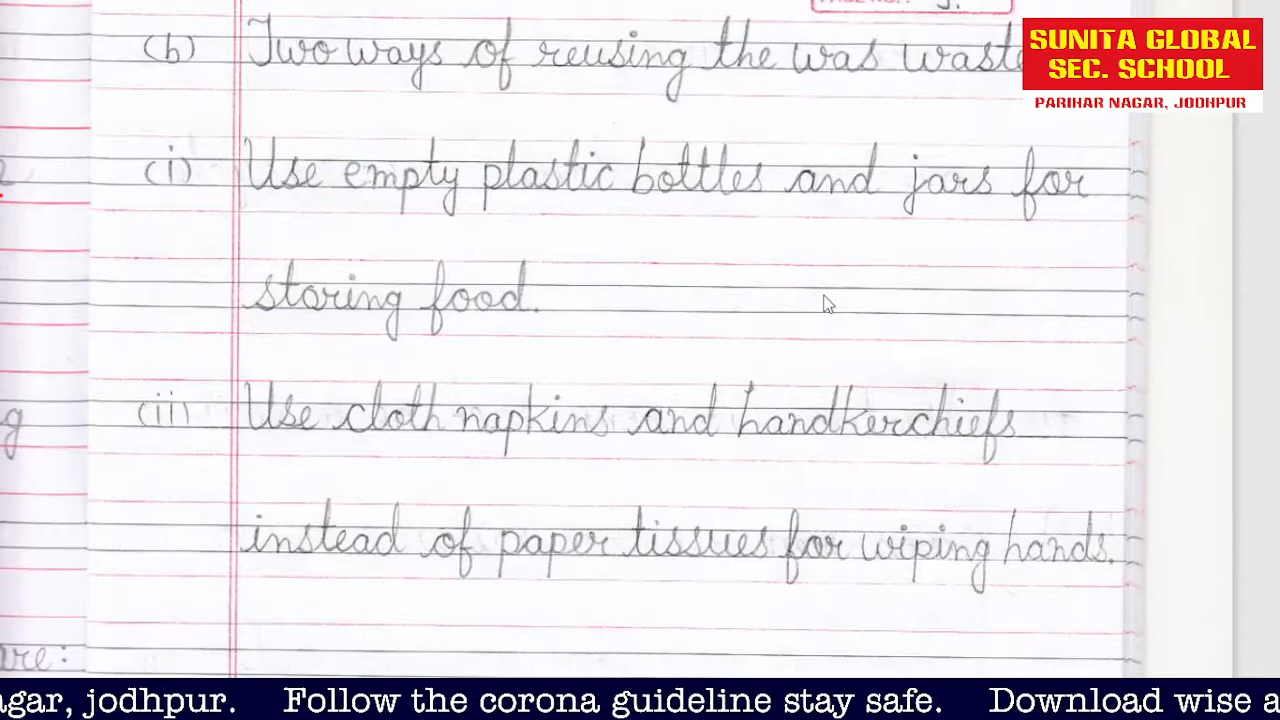 SUNITA GLOBAL
SEC. SCHOOL
PARIHAR NAGAR, JODHPUR
(b) Two ways of reusing the was waste
(i) Use empty plastic bottles and jars for
storing food.
(iii) Use cloth napkins and handkerchiefs
instead of paper tissues for wiping hands.
are:
agar, jodhpur. Follow the corona guideline stay safe. Download wise a